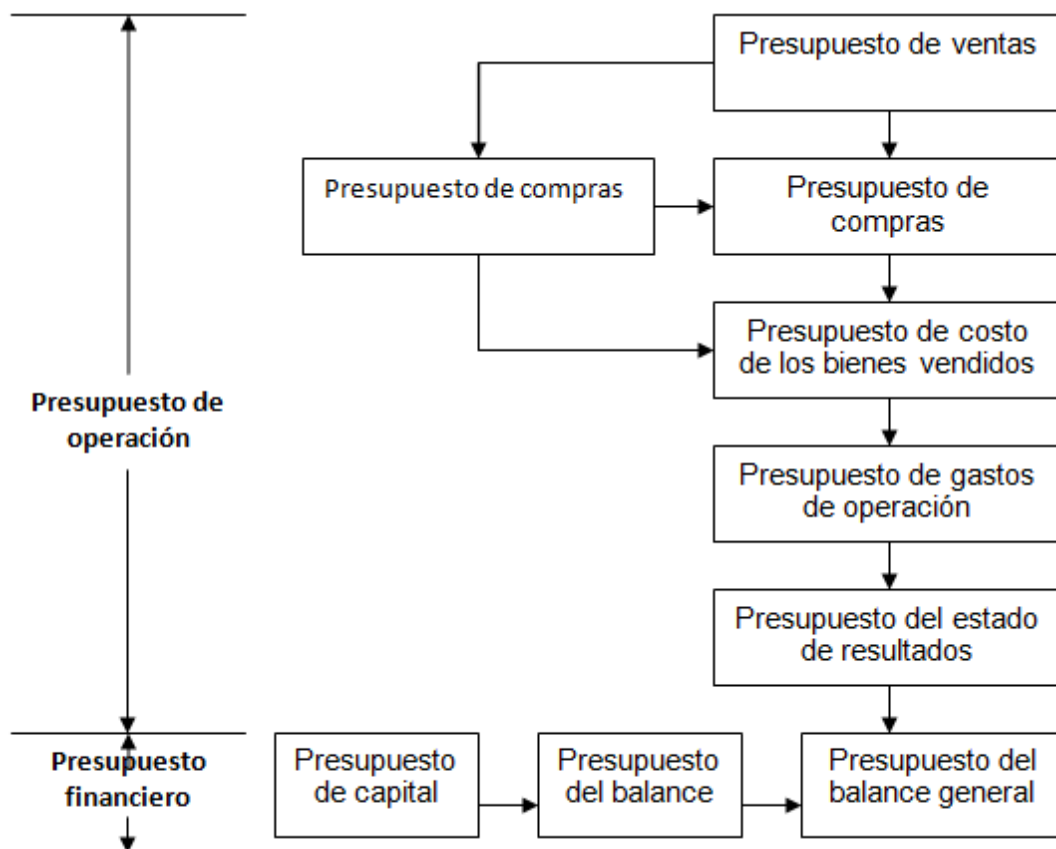 Presupuesto de ventas
Presupuesto de compras
Presupuesto de
compras
Presupuesto de costo
de los bienes vendidos
Presupuesto de
operación
Presupuesto de gastos
de operación
Presupuesto del estado
de resultados
Presupuesto
financiero
Presupuesto
de capital
Presupuesto
del balance
Presupuesto del
balance general